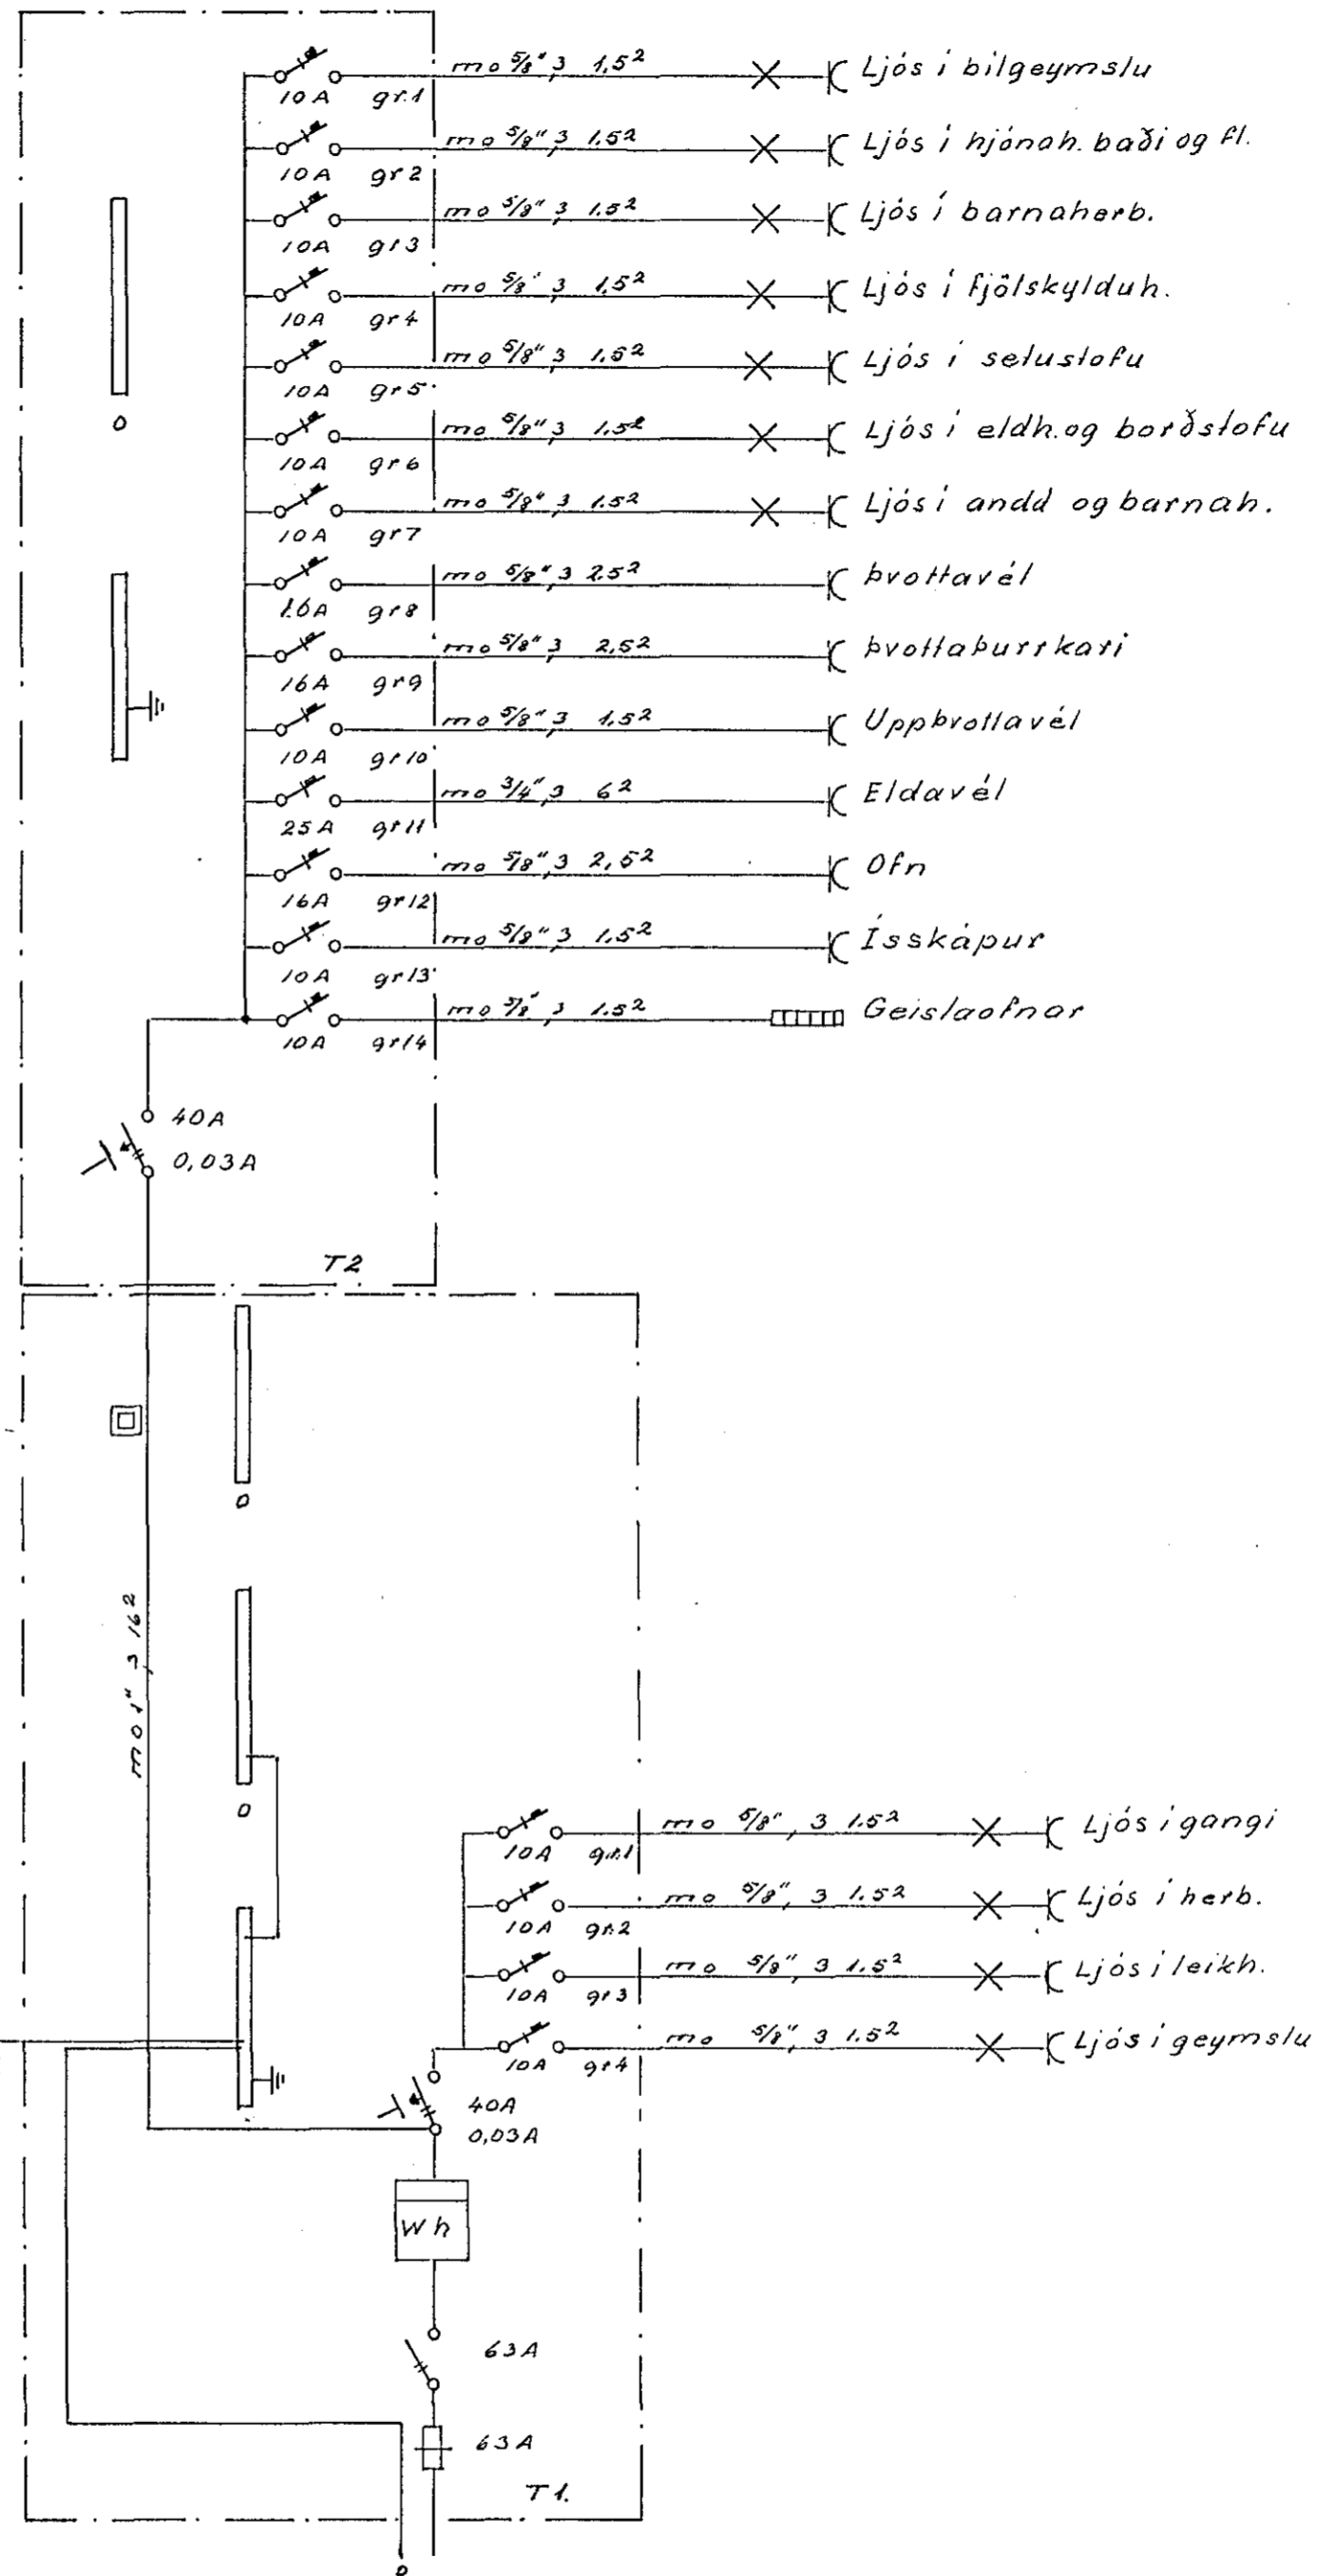 mo 5/8", 3 1,5² Ljós í bílgeymslu
10A gr.1
mo 5/8", 3 1.5² Ljós í hjónah. baði og fl.
10A gr2
mo 5/8", 3 1.5² Ljós í barnaherb.
10A gr3
mo 5/8", 3 1.5² Ljós í fjölskylduh.
10A gr4
mo 5/8", 3 1.5² Ljós í setustofu
10A gr5
mo 5/8", 3 1.5² Ljós í eldh. og borðstofu
10A gr6
mo 5/8", 3 1.5² Ljós í andd og barnah.
10A gr7
mo 5/8", 3 2.5² Þvottavél
16A gr8
mo 5/8", 3 2,5² Þvottaþurrkari
16A gr9
mo 5/8", 3 1.5² Uppþvottavél
10A gr10
mo 3/4", 3 6² Eldavél
25A gr11
mo 5/8", 3 2,5² Ofn
16A gr12
mo 5/8", 3 1.5² Ísskápur
10A gr13
mo 5/8", 3 1.5² Geislaofnar
10A gr14
0
40A
0,03A
T2
0
mo 1", 3 16²
0
mo 5/8", 3 1.5² Ljós í gangi
10A gr.1
mo 5/8", 3 1.5² Ljós í herb.
10A gr.2
mo 5/8", 3 1.5² Ljós í leikh.
10A gr3
mo 5/8", 3 1.5² Ljós í geymslu
10A gr4
40A
0,03A
Wh
63A
63A
T1.
0